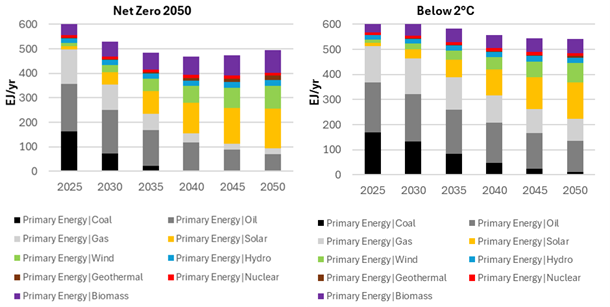 Net Zero 2050
EJ/yr
600
500
400
300
200
100
0
2025 2030 2035 2040 2045 2050
Primary Energy|Coal Primary Energy|Oil
Primary Energy|Gas Primary Energy|Solar
Primary Energy|Wind Primary Energy|Hydro
Primary Energy|Geothermal Primary Energy|Nuclear
Primary Energy|Biomass
Below 2°C
EJ/yr
600
500
400
300
200
100
0
2025 2030 2035 2040 2045 2050
Primary Energy|Coal Primary Energy|Oil
Primary Energy|Gas Primary Energy|Solar
Primary Energy|Wind Primary Energy|Hydro
Primary Energy|Geothermal Primary Energy|Nuclear
Primary Energy|Biomass